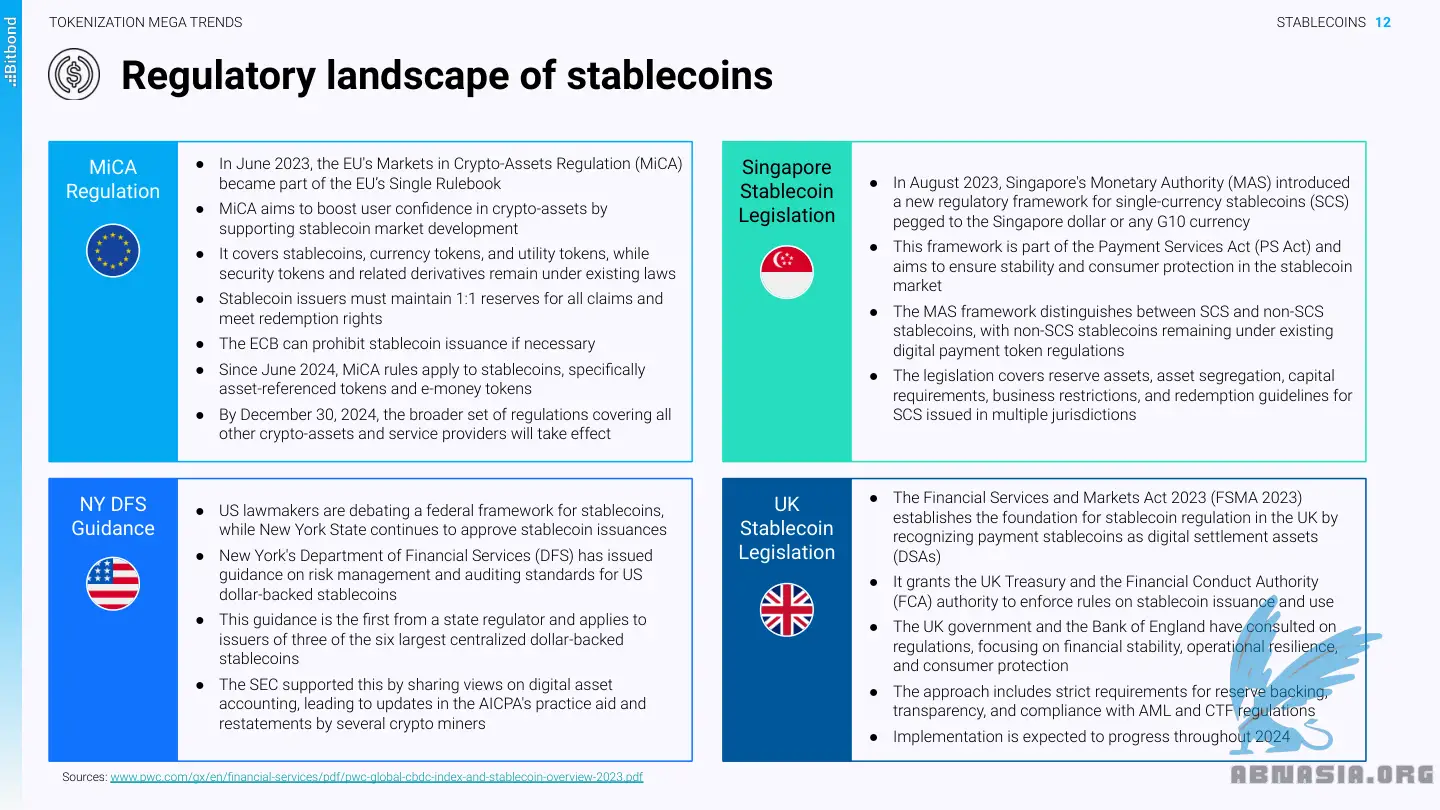 TOKENIZATION MEGA TRENDS
STABLECOINS 12
Bitbond
Regulatory landscape of stablecoins
MiCA
Regulation
● In June 2023, the EU's Markets in Crypto-Assets Regulation (MiCA)
became part of the EU's Single Rulebook
● MiCA aims to boost user confidence in crypto-assets by
supporting stablecoin market development
● It covers stablecoins, currency tokens, and utility tokens, while
security tokens and related derivatives remain under existing laws
● Stablecoin issuers must maintain 1:1 reserves for all claims and
meet redemption rights
● The ECB can prohibit stablecoin issuance if necessary
● Since June 2024, MiCA rules apply to stablecoins, specifically
asset-referenced tokens and e-money tokens
● By December 30, 2024, the broader set of regulations covering all
other crypto-assets and service providers will take effect
Singapore
Stablecoin
Legislation
● In August 2023, Singapore's Monetary Authority (MAS) introduced
a new regulatory framework for single-currency stablecoins (SCS)
pegged to the Singapore dollar or any G10 currency
● This framework is part of the Payment Services Act (PS Act) and
aims to ensure stability and consumer protection in the stablecoin
market
● The MAS framework distinguishes between SCS and non-SCS
stablecoins, with non-SCS stablecoins remaining under existing
digital payment token regulations
● The legislation covers reserve assets, asset segregation, capital
requirements, business restrictions, and redemption guidelines for
SCS issued in multiple jurisdictions
NY DFS
Guidance
● US lawmakers are debating a federal framework for stablecoins,
while New York State continues to approve stablecoin issuances
● New York's Department of Financial Services (DFS) has issued
guidance on risk management and auditing standards for US
dollar-backed stablecoins
● This guidance is the first from a state regulator and applies to
issuers of three of the six largest centralized dollar-backed
stablecoins
● The SEC supported this by sharing views on digital asset
accounting, leading to updates in the AICPA's practice aid and
restatements by several crypto miners
UK
Stablecoin
Legislation
● The Financial Services and Markets Act 2023 (FSMA 2023)
establishes the foundation for stablecoin regulation in the UK by
recognizing payment stablecoins as digital settlement assets
(DSAs)
● It grants the UK Treasury and the Financial Conduct Authority
(FCA) authority to enforce rules on stablecoin issuance and use
● The UK government and the Bank of England have consulted on
regulations, focusing on financial stability, operational resilience,
and consumer protection
● The approach includes strict requirements for reserve backing,
transparency, and compliance with AML and CTF regulations
● Implementation is expected to progress throughout 2024
Sources: www.pwc.com/gx/en/financial-services/pdf/pwc-global-cbdc-index-and-stablecoin-overview-2023.pdf
ABMASIA.ORG